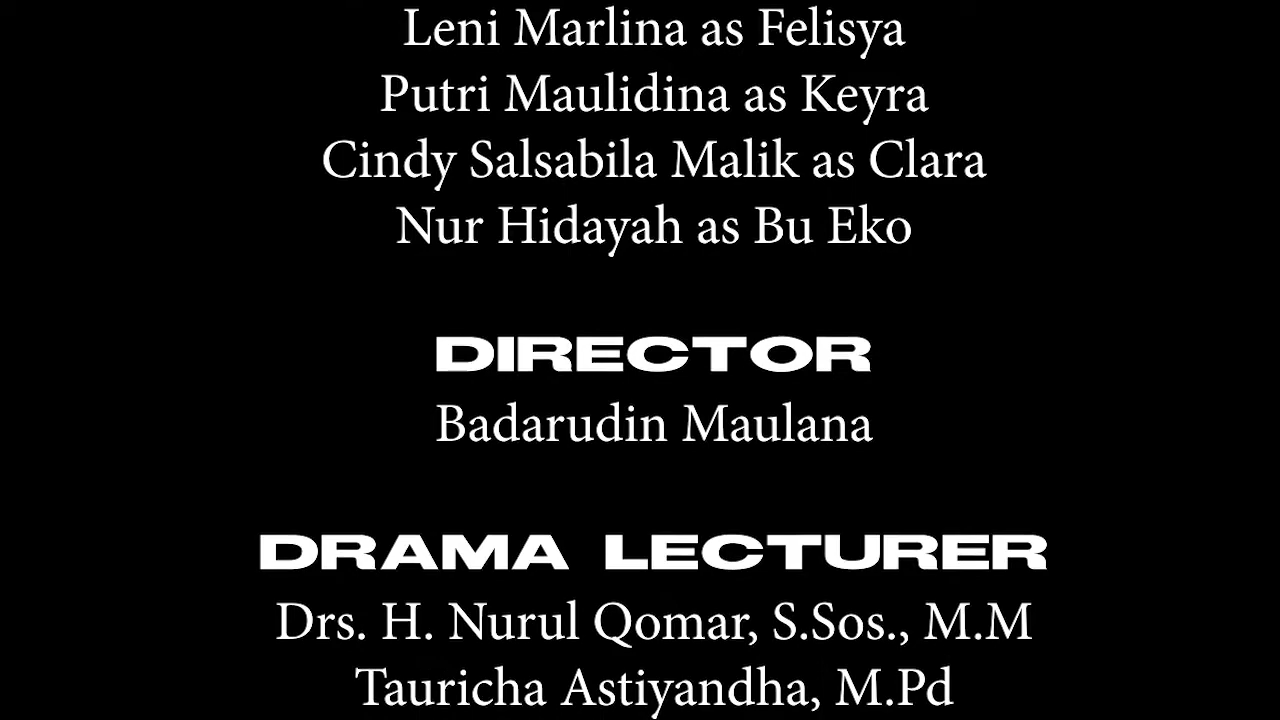 Leni Marlina as Felisya
Putri Maulidina as Keyra
Cindy Salsabila Malik as Clara
Nur Hidayah as Bu Eko
DIRECTOR
Badarudin Maulana
DRAMA LECTURER
Drs. H. Nurul Qomar, S.Sos., M.M
Tauricha Astiyandha, M.Pd